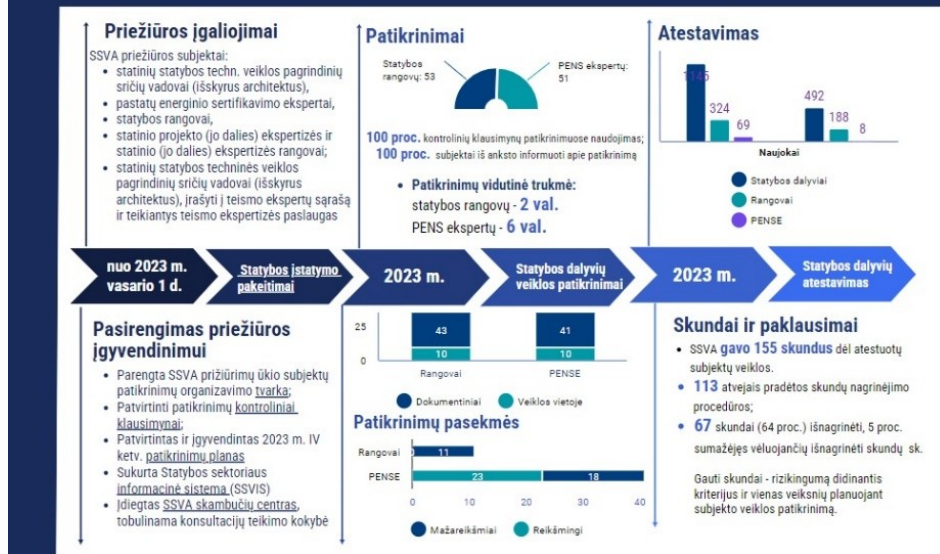 Priežiūros įgaliojimai
SSVA priežiūros subjektai:
• statinių statybos techn. veiklos pagrindinių
sričių vadovai (išskyrus architektus),
• pastatų energinio sertifikavimo ekspertai,
• statybos rangovai,
• statinio projekto (jo dalies) ekspertizės ir
statinio (jo dalies) ekspertizės rangovai;
• statinių statybos techninės veiklos
pagrindinių sričių vadovai (išskyrus
architektus), įrašyti į teismo ekspertų sąrašą
ir teikiantys teismo ekspertizės paslaugas
Patikrinimai
Statybos
rangovų: 53
PENS ekspertų:
51
100 proc. kontrolinių klausimynų patikrinimuose naudojimas;
100 proc. subjektai iš anksto informuoti apie patikrinimą
• Patikrinimų vidutinė trukmė:
statybos rangovų - 2 val.
PENS ekspertų - 6 val.
Atestavimas
1145
324
69
492
188
8
Naujokai
Statybos dalyviai
Rangovai
PENSE
nuo 2023 m.
vasario 1 d.
Statybos įstatymo
pakeitimai
2023 m.
Statybos dalyvių
veiklos patikrinimai
2023 m.
Statybos dalyvių
atestavimas
Pasirengimas priežiūros
įgyvendinimui
• Parengta SSVA prižiūrimų ūkio subjektų
patikrinimų organizavimo tvarka;
• Patvirtinti patikrinimų kontroliniai
klausimynai;
• Patvirtintas ir įgyvendintas 2023 m. IV
ketv. patikrinimų planas
• Sukurta Statybos sektoriaus
informacinė sistema (SSVIS)
• Įdiegtas SSVA skambučių centras,
tobulinama konsultacijų teikimo kokybė
25
0
43
10
41
10
Rangovai
PENSE
Dokumentiniai
Veiklos vietoje
Patikrinimų pasekmės
Rangovai
0
11
PENSE
23
18
0
10
20
30
40
Mažareikšmiai
Reikšmingi
Skundai ir paklausimai
• SSVA gavo 155 skundus dėl atestuotų
subjektų veiklos.
• 113 atvejais pradėtos skundų nagrinėjimo
procedūros;
• 67 skundai (64 proc.) išnagrinėti, 5 proc.
sumažėjęs vėluojančių išnagrinėti skundų sk.
Gauti skundai - rizikingumą didinantis
kriterijus ir vienas veiksnių planuojant
subjekto veiklos patikrinimą.